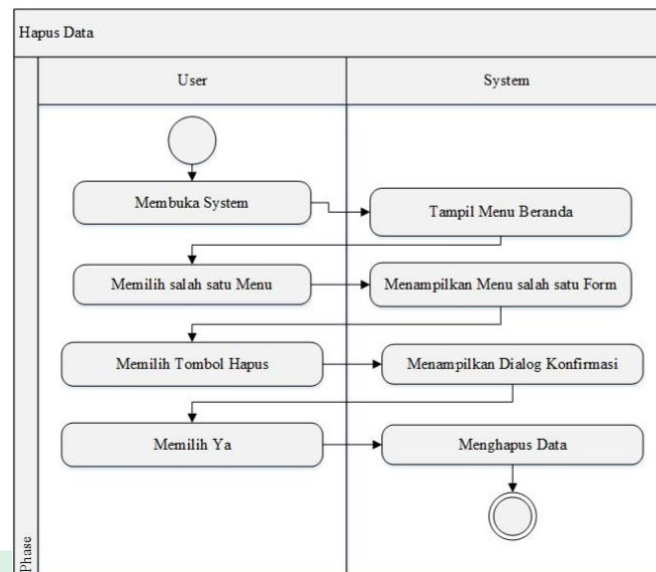 Hapus Data
User
System
Membuka System
Tampil Menu Beranda
Memilih salah satu Menu
Menampilkan Menu salah satu Form
Memilih Tombol Hapus
Menampilkan Dialog Konfirmasi
Memilih Ya
Menghapus Data
Phase